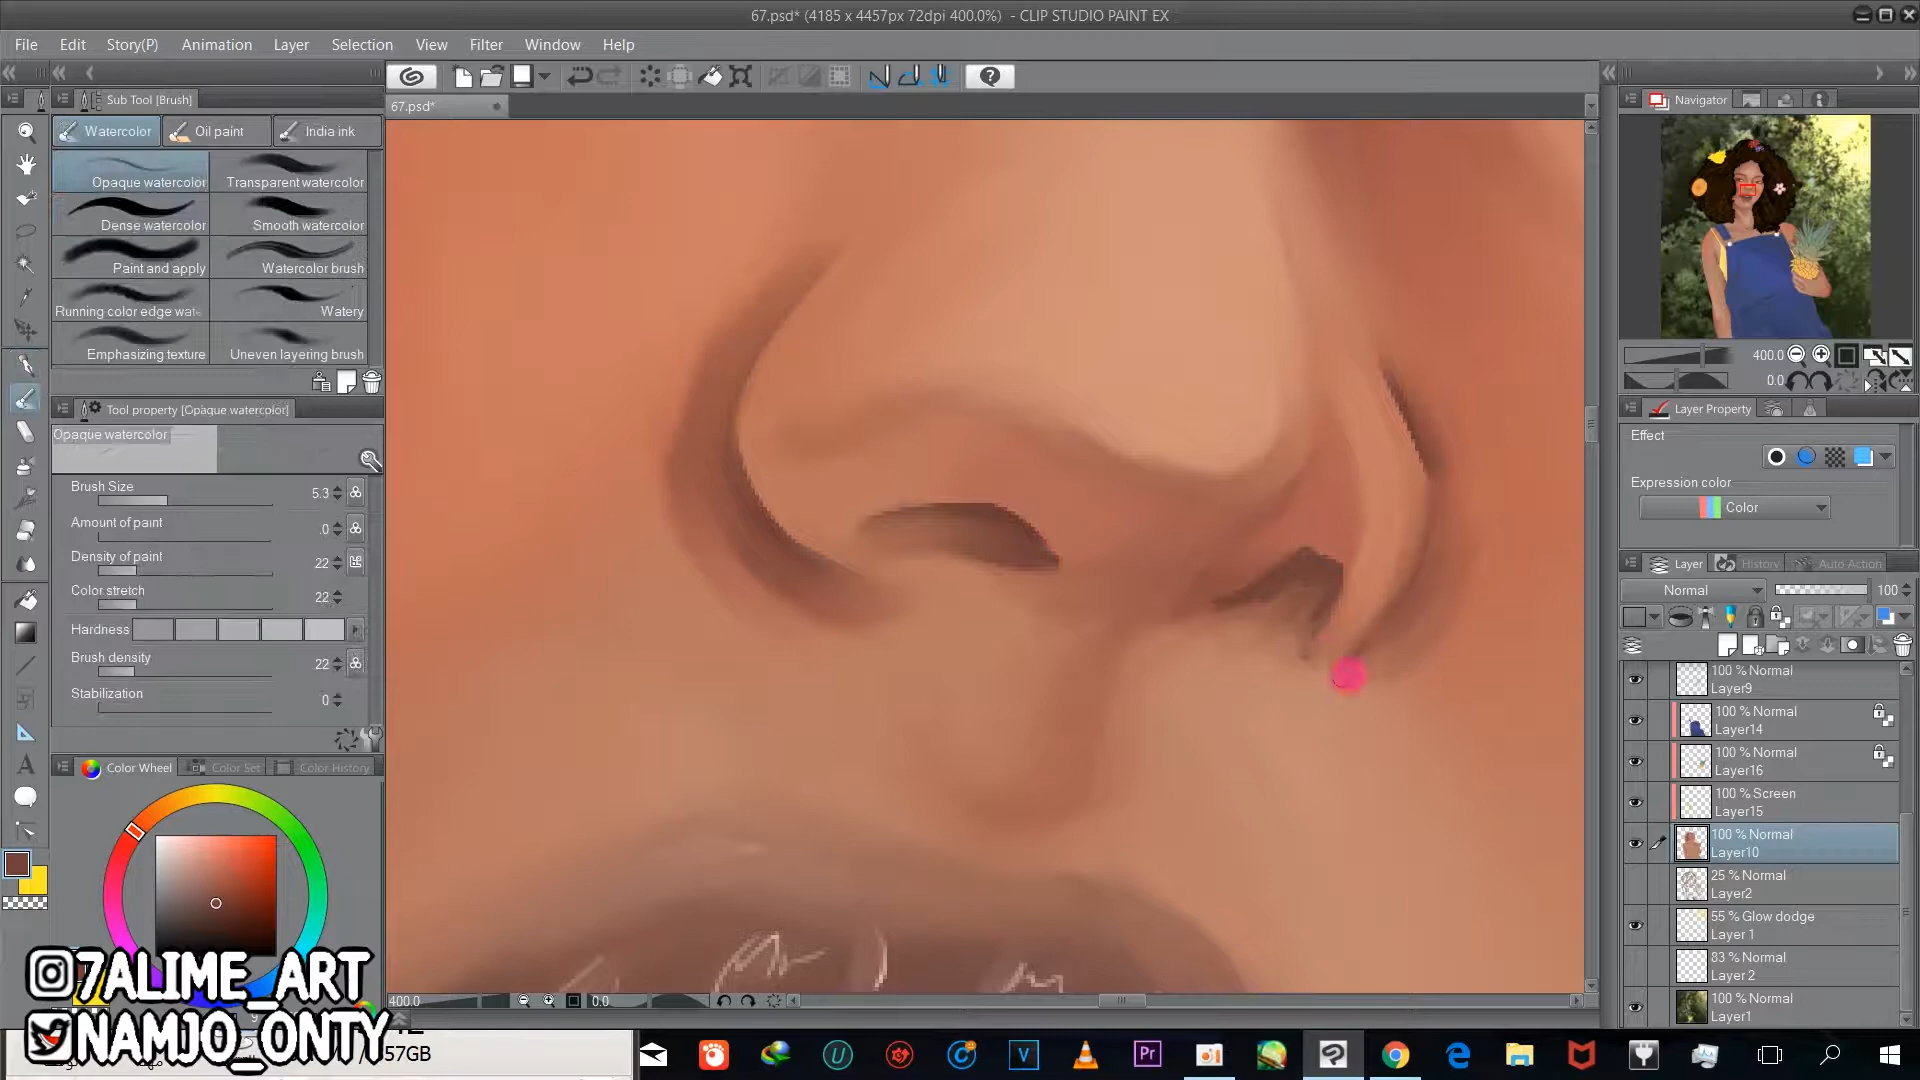 67.psd* (4185 x 4457px 72dpi 400.0%) - CLIP STUDIO PAINT EX
File Edit Story(P) Animation Layer Selection View Filter Window Help
Sub Tool [Brush]
67.psd*
Navigator
Watercolor Oil paint India ink
Opaque watercolor Transparent watercolor
Dense watercolor Smooth watercolor
Paint and apply Watercolor brush
Running color edge wate
Watery
Emphasizing texture Uneven layering brush
400.0
0.0
Tool property [Opaque watercolor]
Layer Property
Opaque watercolor
Effect
Brush Size 5.3
Expression color
Color
Amount of paint .0
Density of paint 22
Layer History Auto Action
Color stretch 22
Normal 100
Hardness
Brush density 22
Stabilization 0
100 % Normal
Layer9
100 % Normal
Layer14
100 % Normal
Layer16
Color Wheel Color Set Color History
100 % Screen
Layer15
100 % Normal
Layer10
25 % Normal
Layer2
55 % Glow dodge
Layer 1
83 % Normal
Layer 2
100 % Normal
Layer1
400.0 0.0
7ALIME_ART
NAMJO_ONTY
57GB
Pr